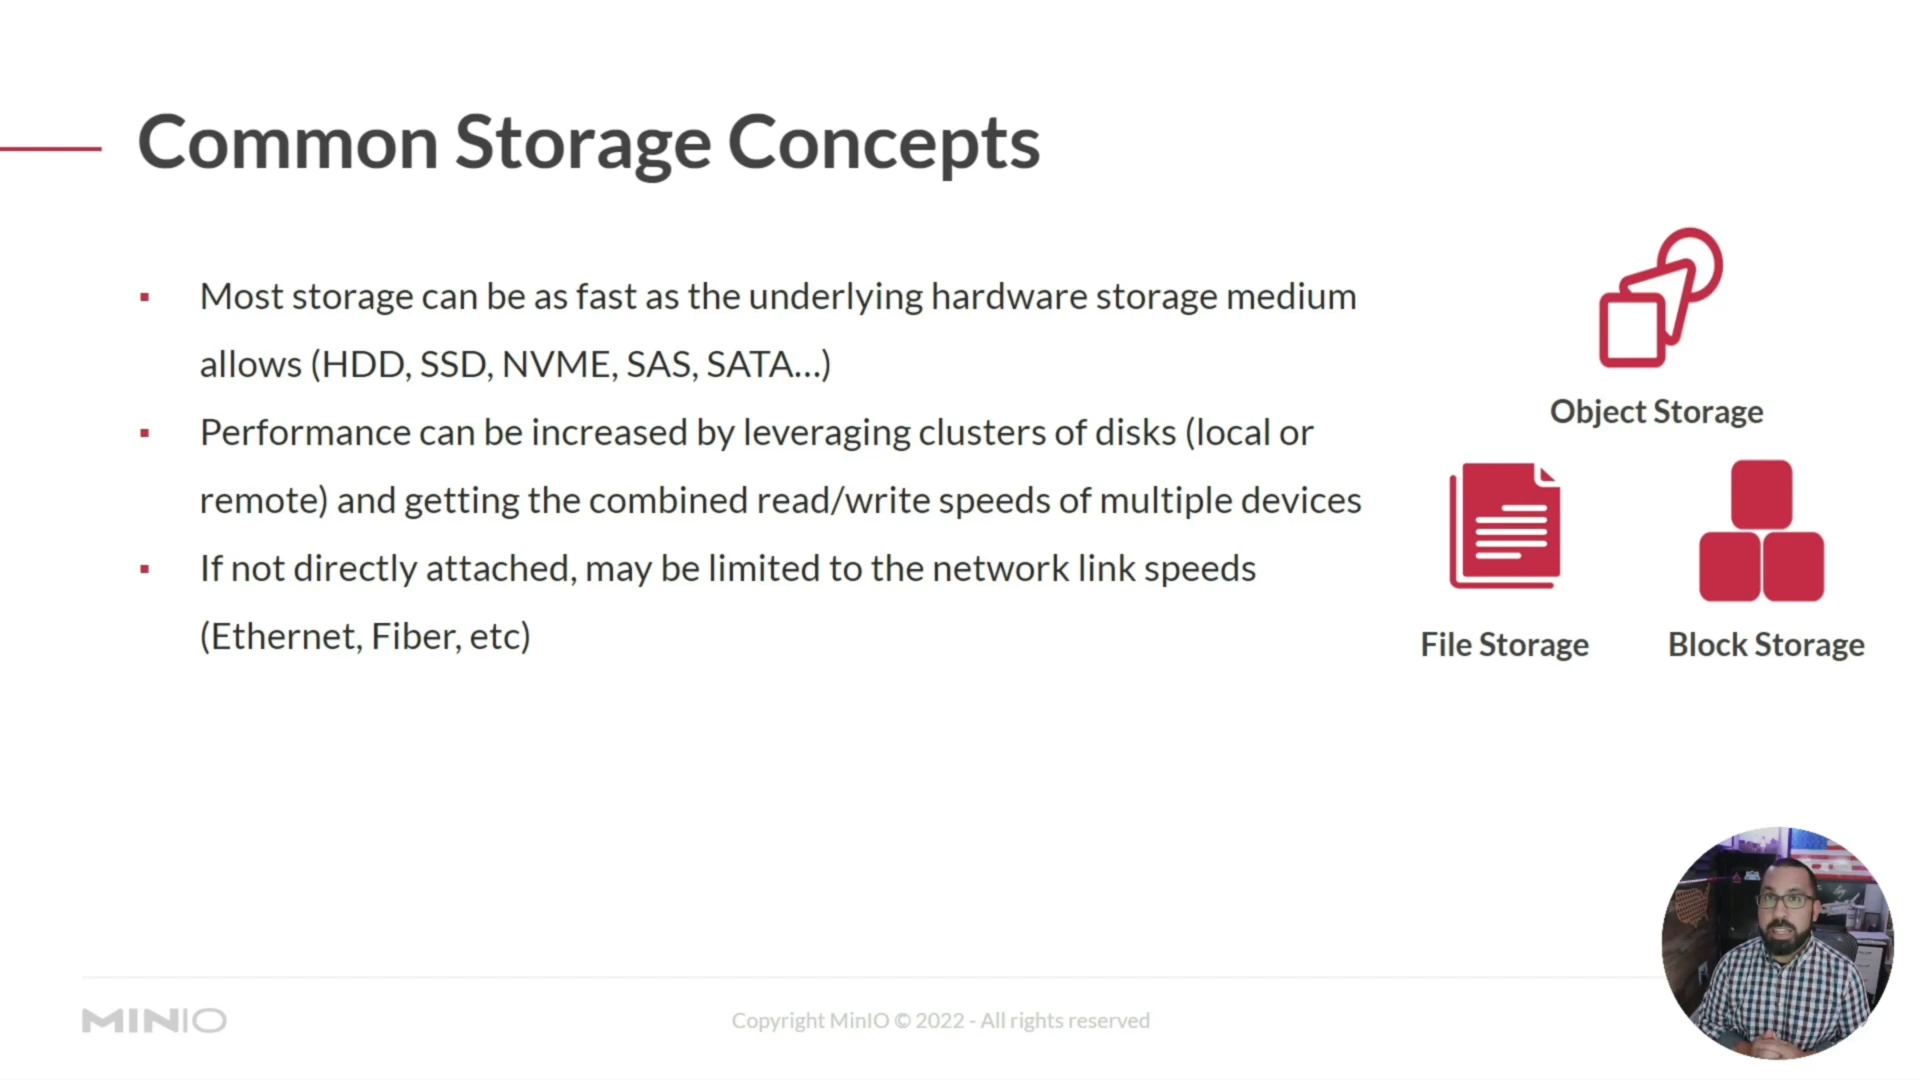 Common Storage Concepts
Most storage can be as fast as the underlying hardware storage medium
allows (HDD, SSD, NVME, SAS, SATA...)
Performance can be increased by leveraging clusters of disks (local or
remote) and getting the combined read/write speeds of multiple devices
If not directly attached, may be limited to the network link speeds
(Ethernet, Fiber, etc)
Object Storage
File Storage
Block Storage
MINIO
Copyright MinIO © 2022 - All rights reserved